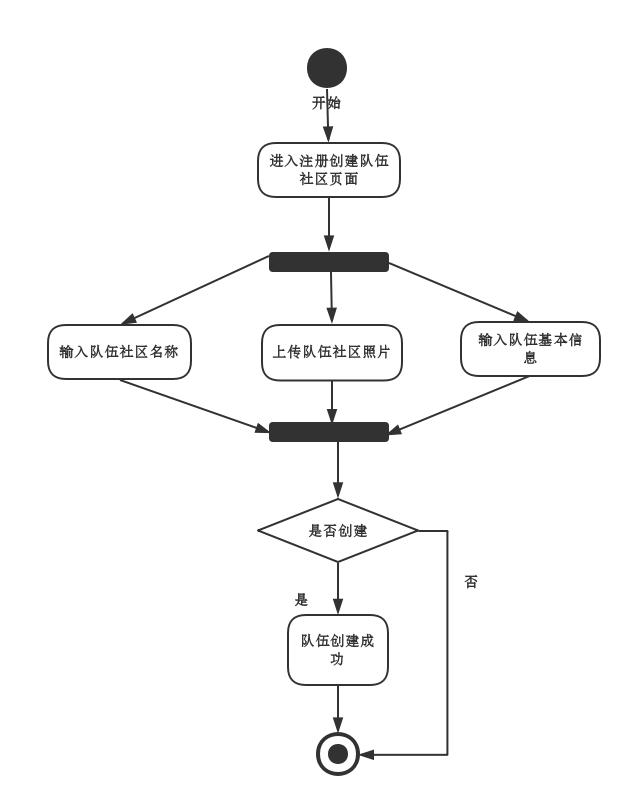 开始
进入注册创建队伍
社区页面
输入队伍社区名称
上传队伍社区照片
输入队伍基本信
息
是否创建
否
是
队伍创建成
功